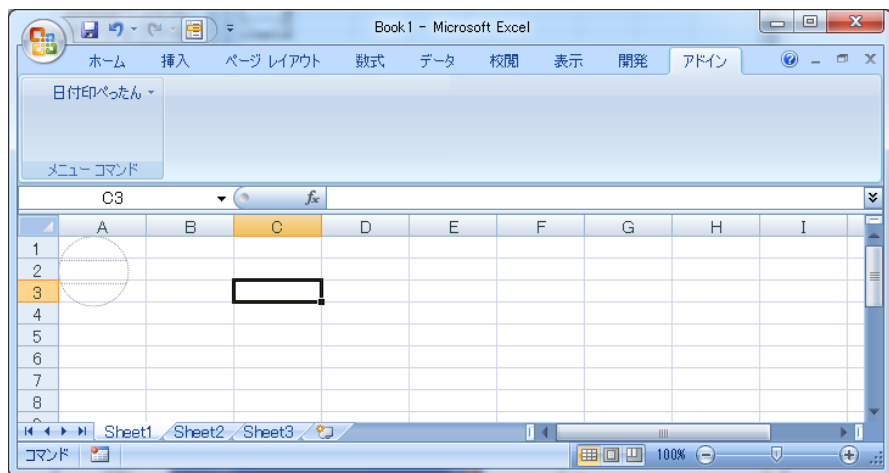 Book1 - Microsoft Excel
ホーム 挿入 ページ レイアウト 数式 データ 校閲 表示 開発 アドイン
日付印ぺったん
メニュー コマンド
C3 fx
A B C D E F G H I
1
2
3
4
5
6
7
8
Sheet1 Sheet2 Sheet3
コマンド 100%